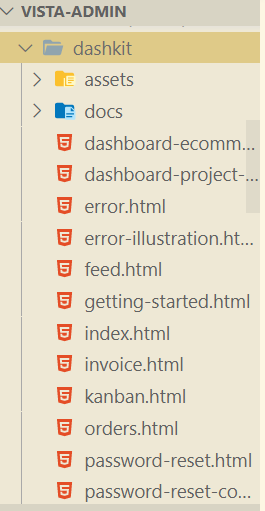 VISTA-ADMIN
dashkit
assets
docs
dashboard-ecomm...
dashboard-project-...
error.html
error-illustration.ht...
feed.html
getting-started.html
index.html
invoice.html
kanban.html
orders.html
password-reset.html
password-reset-co...